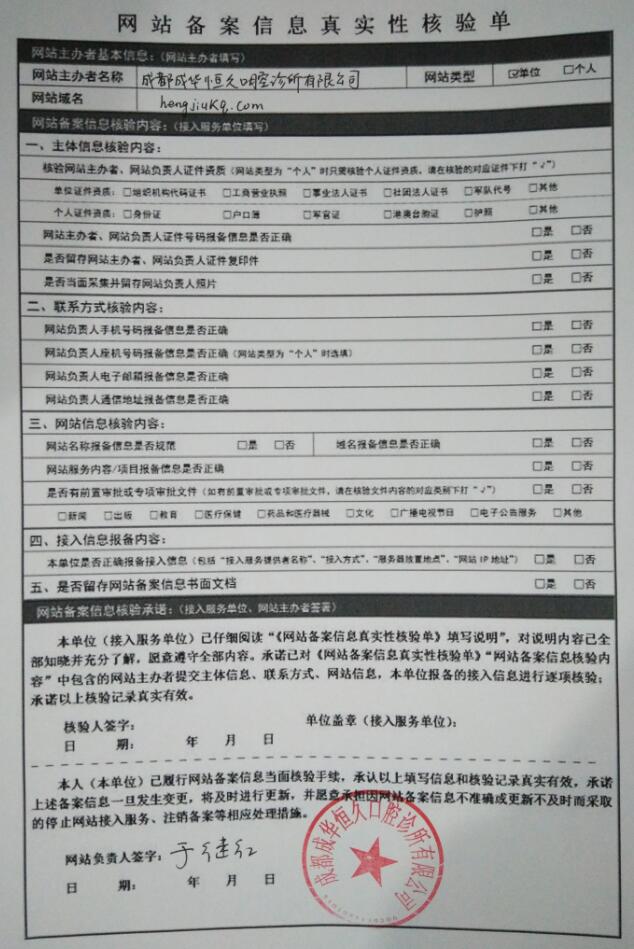 网站备案信息真实性核验单
网站主办者基本信息:(网站主办者填写)
网站主办者名称 成都成华恒久口腔诊所有限公司 网站类型 ☑单位 □个人
网站域名 hengjiukq.com
网站备案信息核验内容:(接入服务单位填写)
一、主体信息核验内容:
核验网站主办者、网站负责人证件资质(网站类型为“个人”时只需核验个人证件资质,请在核验的对应证件下打“√”)
单位证件资质: □组织机构代码证书 □工商营业执照 □事业法人证书 □社团法人证书 □军队代号 □其他
个人证件资质: □身份证 □户口簿 □军官证 □港澳台胞证 □护照 □其他
网站主办者、网站负责人证件号码报备信息是否正确 □是 □否
是否留存网站主办者、网站负责人证件复印件 □是 □否
是否当面采集并留存网站负责人照片 □是 □否
二、联系方式核验内容:
网站负责人手机号码报备信息是否正确 □是 □否
网站负责人座机号码报备信息是否正确(网站类型为“个人”时选填) □是 □否
网站负责人电子邮箱报备信息是否正确 □是 □否
网站负责人通信地址报备信息是否正确 □是 □否
三、网站信息核验内容:
网站名称报备信息是否规范 □是 □否 域名报备信息是否正确 □是 □否
网站服务内容/项目报备信息是否正确 □是 □否
是否有前置审批或专项审批文件(如有前置审批或专项审批文件,请在核验文件内容的对应类别下打“√”) □是 □否
□新闻 □出版 □教育 □医疗保健 □药品和医疗器械 □文化 □广播电视节目 □电子公告服务 □其他
四、接入信息报备内容:
本单位是否正确报备接入信息(包括“接入服务提供者名称”、“接入方式”、“服务器放置地点”、“网站IP地址”) □是 □否
五、是否留存网站备案信息书面文档 □是 □否
网站备案信息核验承诺:(接入服务单位、网站主办者签署)
本单位(接入服务单位)已仔细阅读“《网站备案信息真实性核验单》填写说明”,对说明内容已全
部知晓并充分了解,愿意遵守全部内容。承诺已对《网站备案信息真实性核验单》“网站备案信息核验内
容”中包含的网站主办者提交主体信息、联系方式、网站信息,本单位报备的接入信息进行逐项核验;
承诺以上核验记录真实有效。
核验人签字: 单位盖章(接入服务单位):
日 期: 年 月 日
本人(本单位)已履行网站备案信息当面核验手续,承认以上填写信息和核验记录真实有效,承诺
上述备案信息一旦发生变更,将及时进行更新,并愿意承担因网站备案信息不准确或更新不及时而采取
的停止网站接入服务、注销备案等相应处理措施。
网站负责人签字: 于继红
日 期: 年 月 日
成都成华恒久口腔诊所有限公司